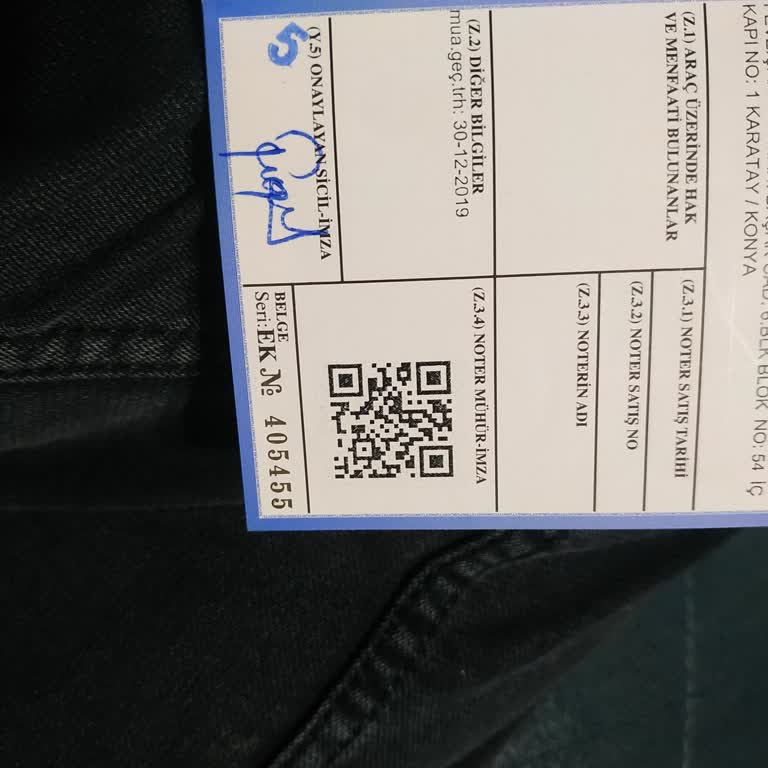 KAPI NO: 1 KARATAY / KONYA
CAD. 6.BLK BLOK NO: 54 İÇ
(Z.1) ARAÇ ÜZERİNDE HAK
VE MENFAATİ BULUNANLAR
(Z.2) DİĞER BİLGİLER
mua.geç.trh: 30-12-2019
(Y.5) ONAYLAYAN SİCİL-İMZA
(Z.3.1) NOTER SATIŞ TARİHİ
(Z.3.2) NOTER SATIŞ NO
(Z.3.3) NOTERİN ADI
(Z.3.4) NOTER MÜHÜR-İMZA
BELGE
Seri: EK № 405455